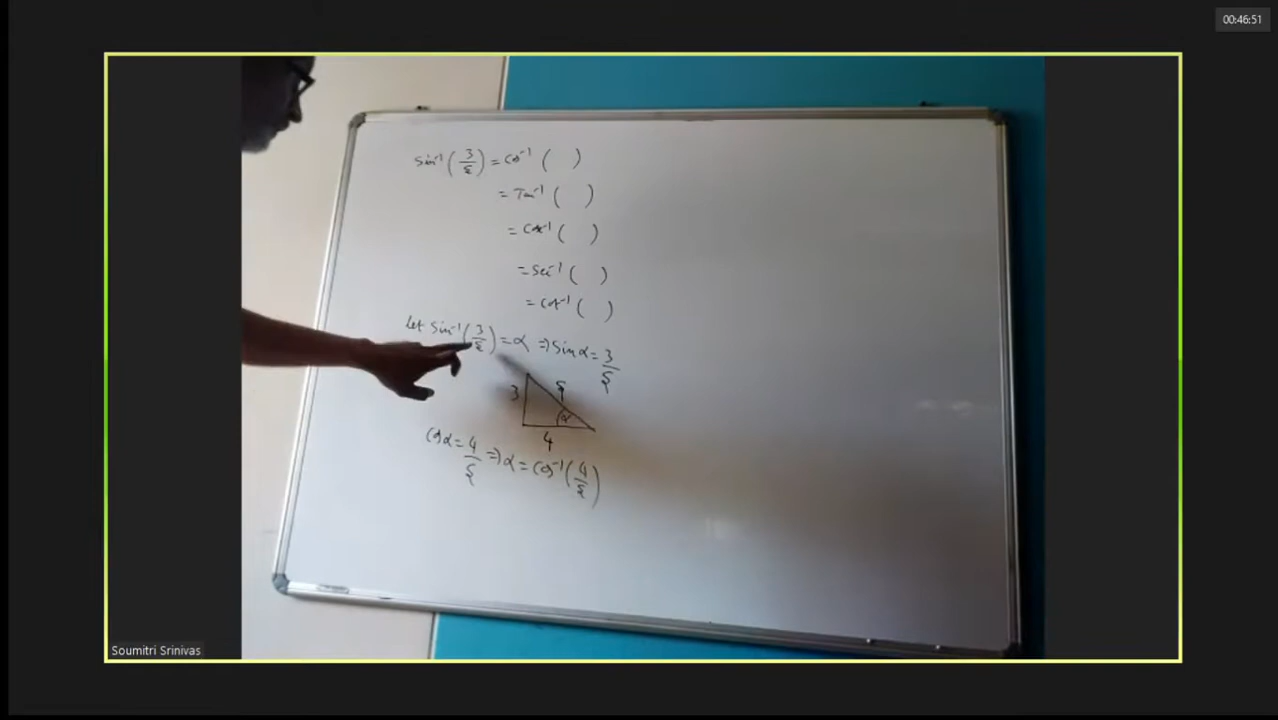 00:46:51
Sin⁻¹(3/5) = Cos⁻¹( )
= Tan⁻¹( )
= Cot⁻¹( )
= Sec⁻¹( )
= Cot⁻¹( )
Let Sin⁻¹(3/5) = α ⇒ Sin α = 3/5
3 5 α
4
Cos α = 4/5 ⇒ α = Cos⁻¹(4/5)
Soumitri Srinivas